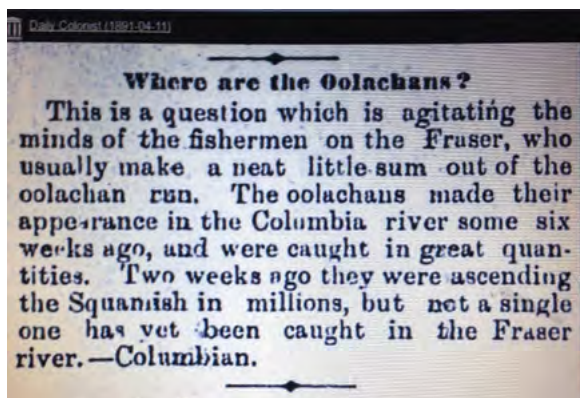 Daily Colonist (1891-04-11)
Where are the Oolachans?
This is a question which is agitating the
minds of the fishermen on the Fraser, who
usually make a neat little sum out of the
oolachan run. The oolachans made their
appearance in the Columbia river some six
weeks ago, and were caught in great quan-
tities. Two weeks ago they were ascending
the Squamish in millions, but not a single
one has yet been caught in the Fraser
river.—Columbian.